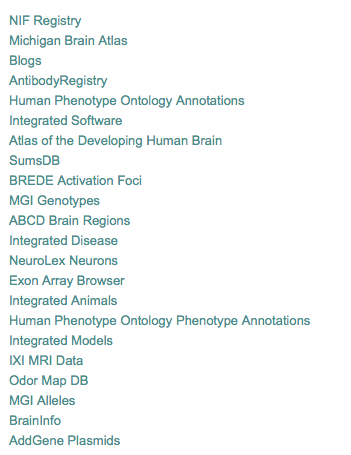 NIF Registry
Michigan Brain Atlas
Blogs
AntibodyRegistry
Human Phenotype Ontology Annotations
Integrated Software
Atlas of the Developing Human Brain
SumsDB
BREDE Activation Foci
MGI Genotypes
ABCD Brain Regions
Integrated Disease
NeuroLex Neurons
Exon Array Browser
Integrated Animals
Human Phenotype Ontology Phenotype Annotations
Integrated Models
IXI MRI Data
Odor Map DB
MGI Alleles
BrainInfo
AddGene Plasmids